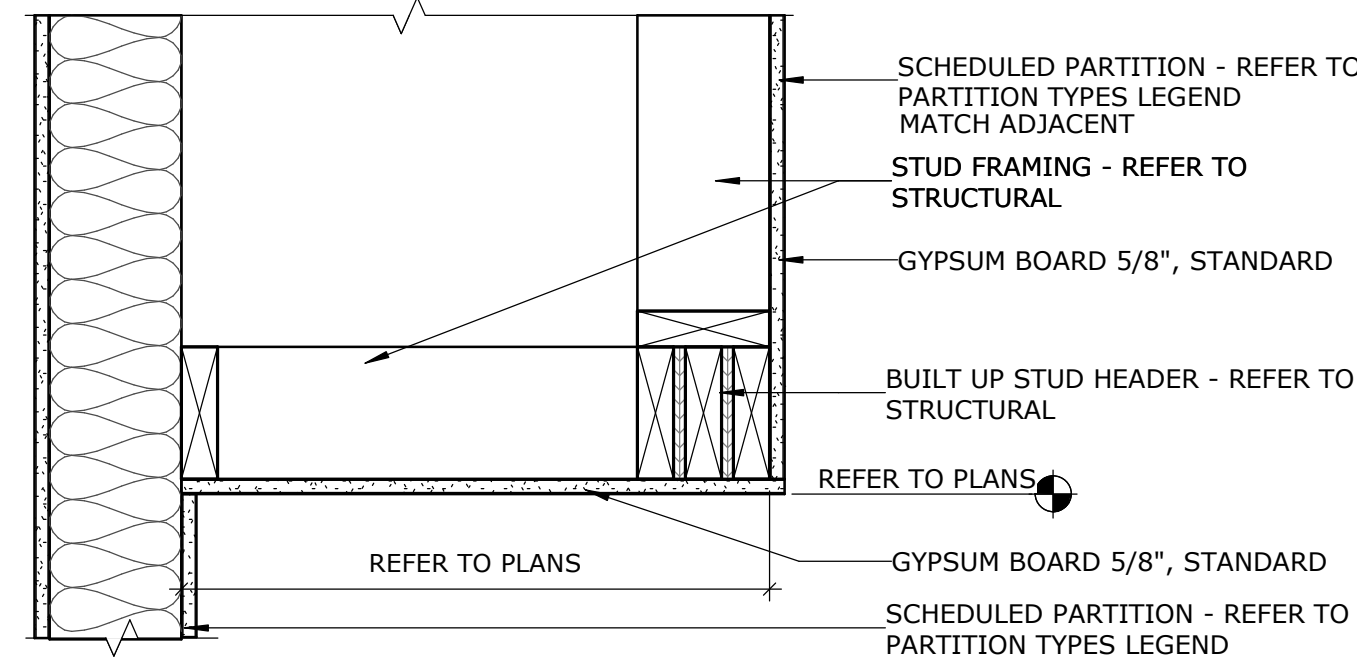 SCHEDULED PARTITION - REFER TO
PARTITION TYPES LEGEND
MATCH ADJACENT
STUD FRAMING - REFER TO
STRUCTURAL
GYPSUM BOARD 5/8", STANDARD
BUILT UP STUD HEADER - REFER TO
STRUCTURAL
REFER TO PLANS
REFER TO PLANS
GYPSUM BOARD 5/8", STANDARD
SCHEDULED PARTITION - REFER TO
PARTITION TYPES LEGEND